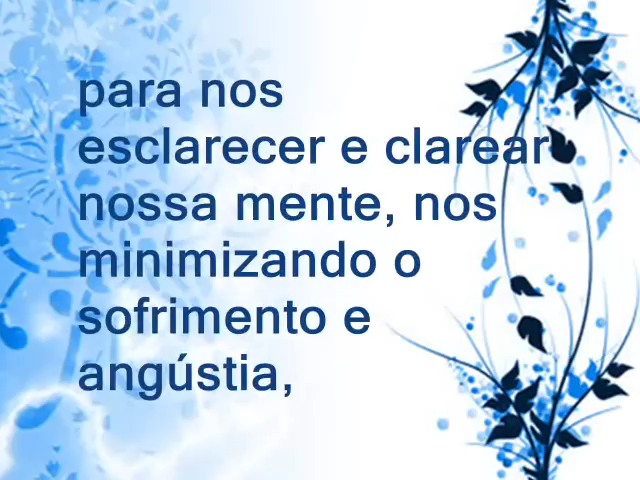 para nos
esclarecer e clarear
nossa mente, nos
minimizando o
sofrimento e
angústia,